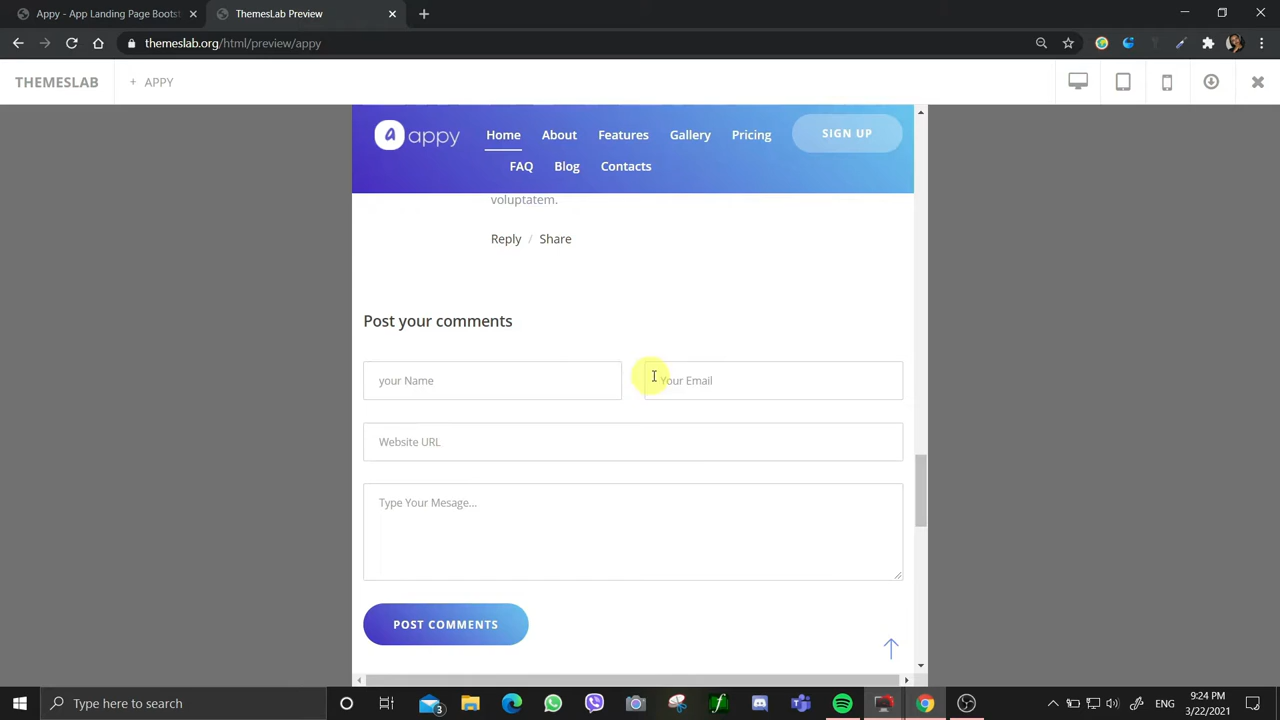 Appy - App Landing Page Bootst
ThemesLab Preview
themeslab.org/html/preview/appy
THEMESLAB
+ APPY
appy
Home
About
Features
Gallery
Pricing
SIGN UP
FAQ
Blog
Contacts
voluptatem.
Reply / Share
Post your comments
your Name
Your Email
Website URL
Type Your Mesage...
POST COMMENTS
Type here to search
3
ENG
9:24 PM
3/22/2021